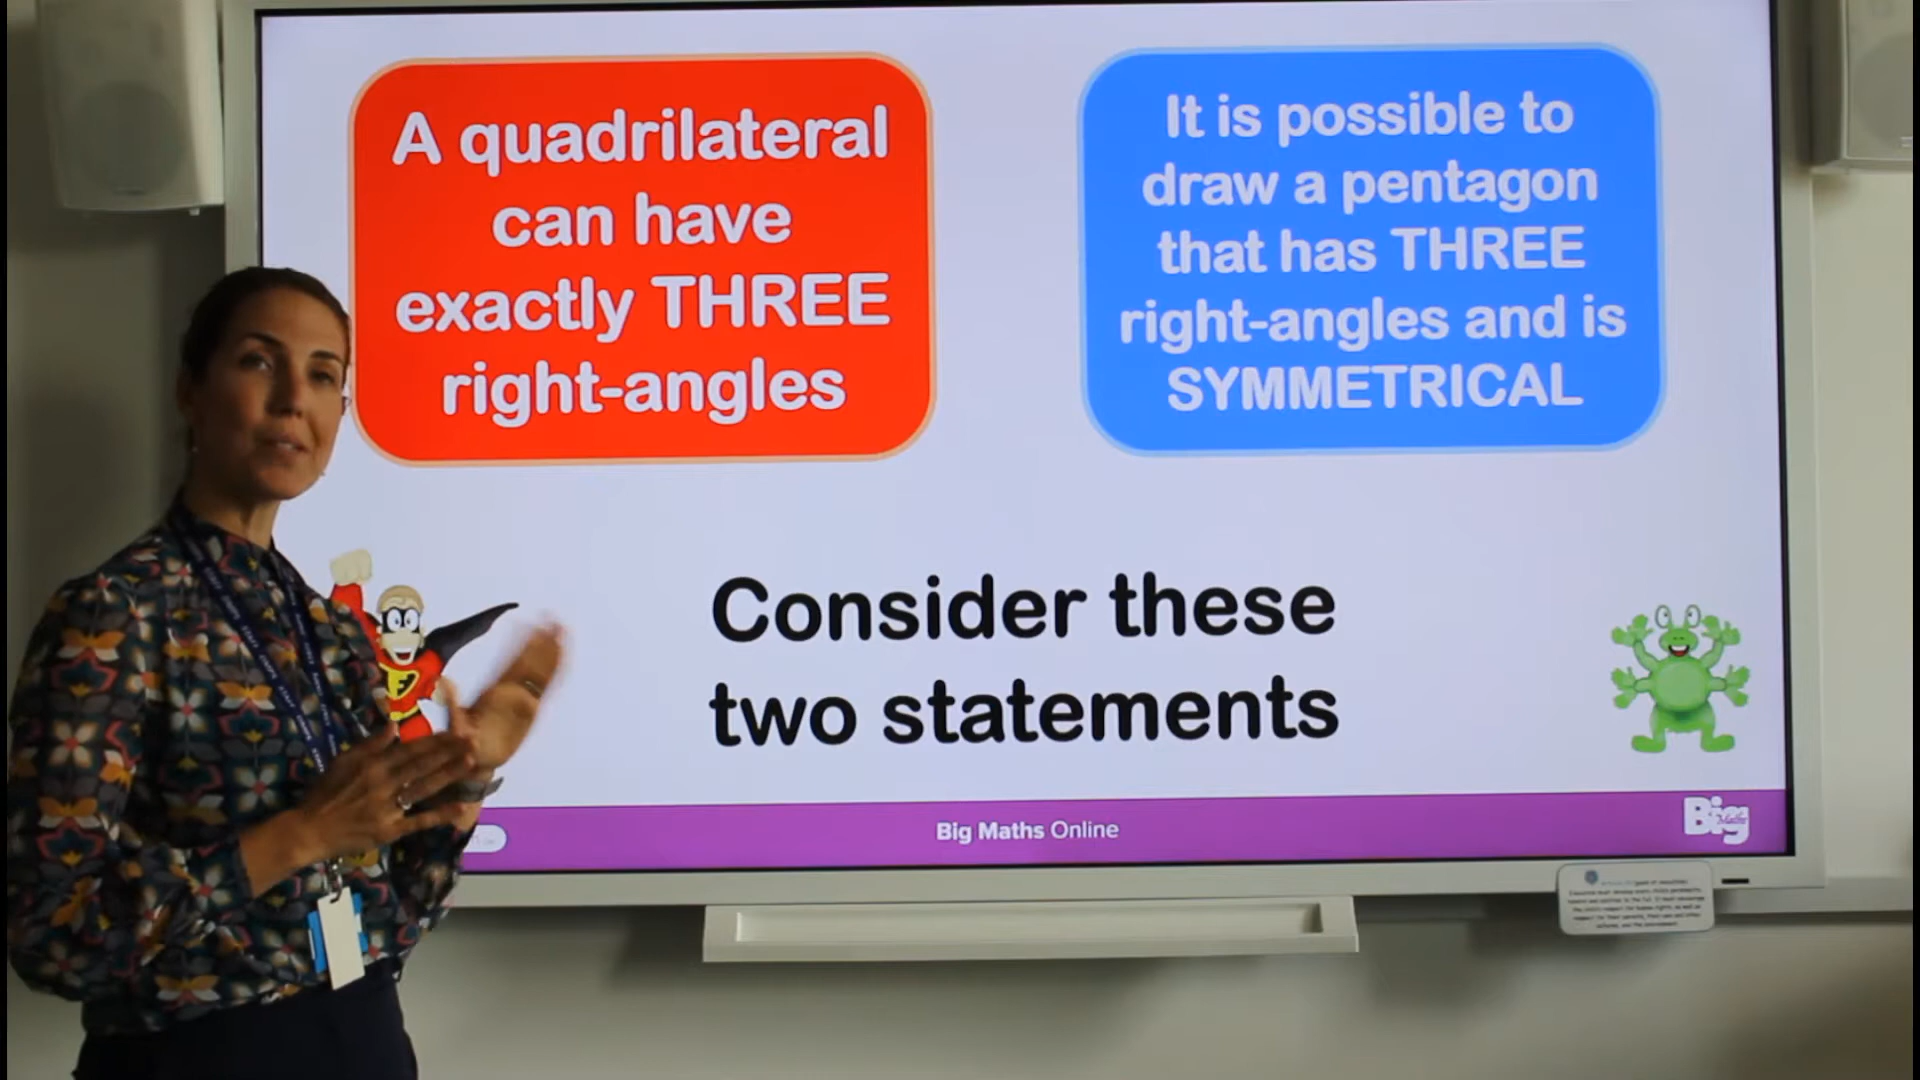 A quadrilateral
can have
exactly THREE
right-angles
It is possible to
draw a pentagon
that has THREE
right-angles and is
SYMMETRICAL
Consider these
two statements
Big Maths Online
Big
Maths